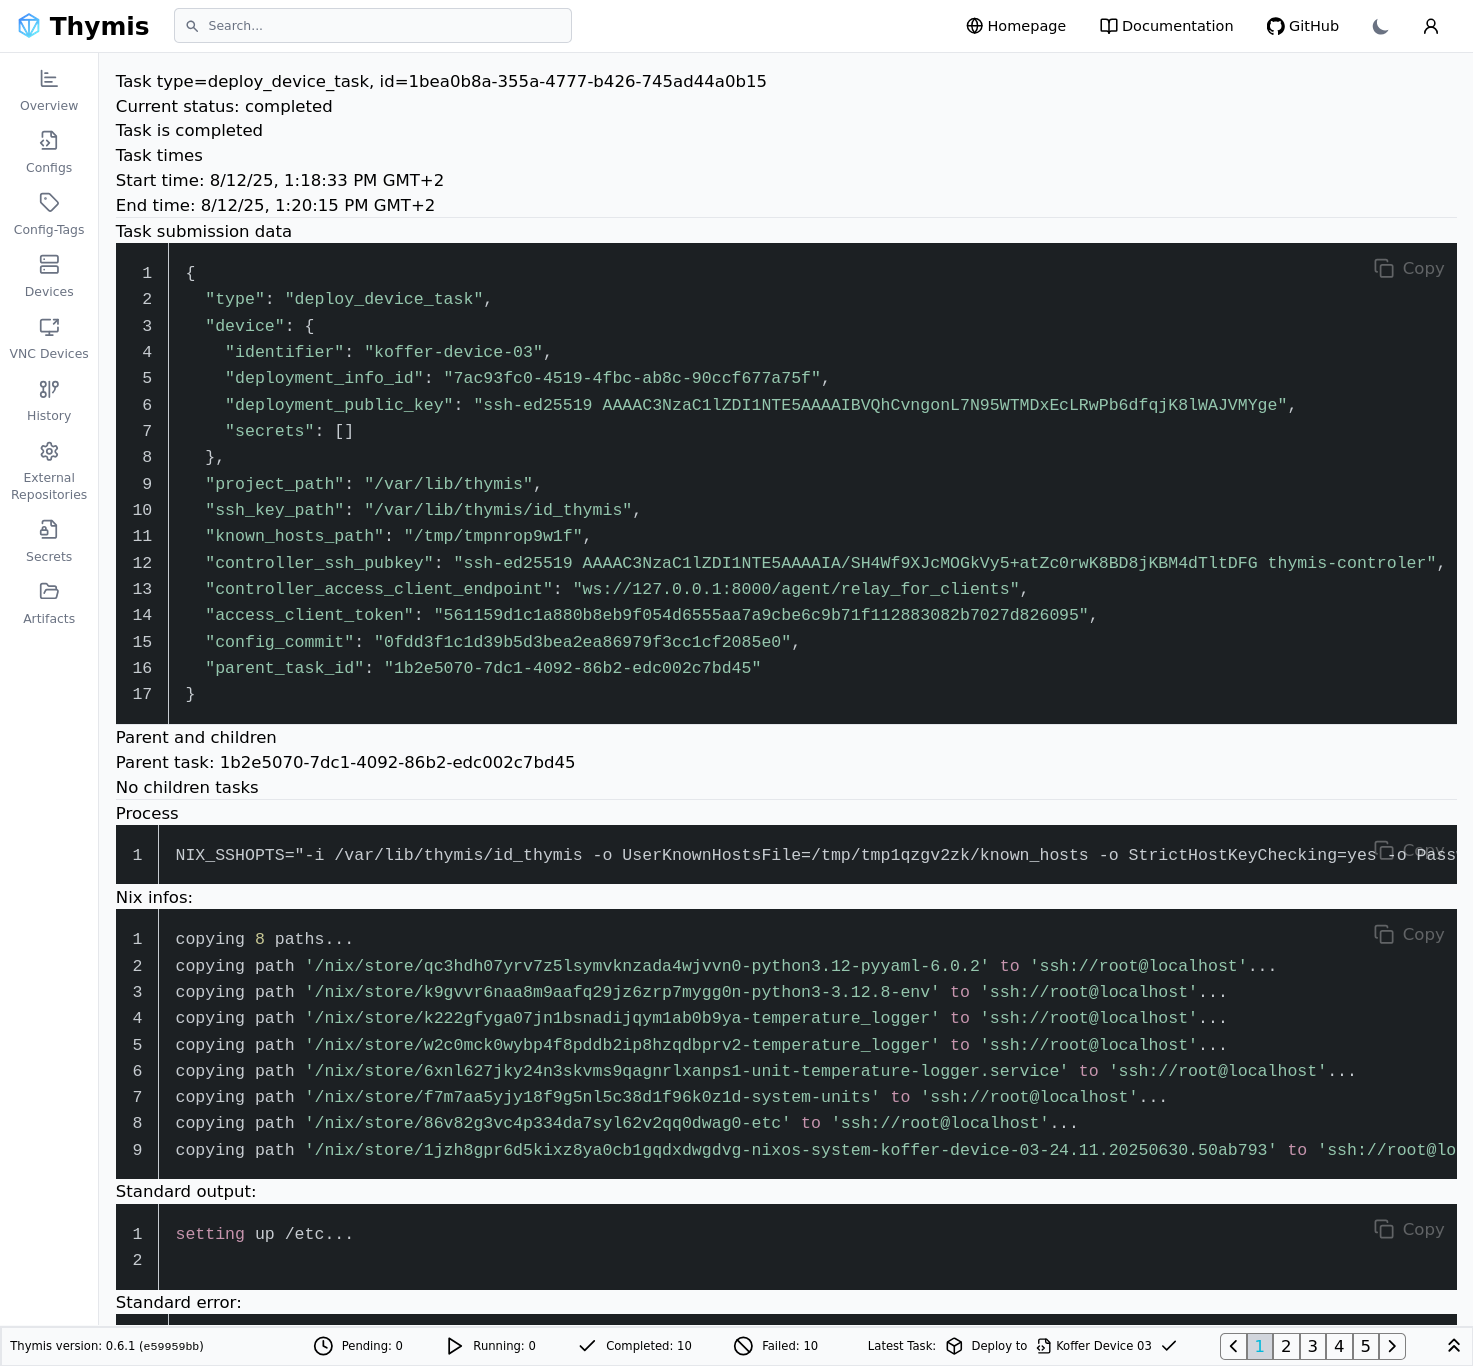 Thymis
Search...
Homepage
Documentation
GitHub
Overview
Configs
Config-Tags
Devices
VNC Devices
History
External
Repositories
Secrets
Artifacts
Task type=deploy_device_task, id=1bea0b8a-355a-4777-b426-745ad44a0b15
Current status: completed
Task is completed
Task times
Start time: 8/12/25, 1:18:33 PM GMT+2
End time: 8/12/25, 1:20:15 PM GMT+2
Task submission data
Copy
1 {
2 "type": "deploy_device_task",
3 "device": {
4 "identifier": "koffer-device-03",
5 "deployment_info_id": "7ac93fc0-4519-4fbc-ab8c-90ccf677a75f",
6 "deployment_public_key": "ssh-ed25519 AAAAC3NzaC1lZDI1NTE5AAAAIBVQhCvngonL7N95WTMDxEcLRwPb6dfqjK8lWAJVMYge",
7 "secrets": []
8 },
9 "project_path": "/var/lib/thymis",
10 "ssh_key_path": "/var/lib/thymis/id_thymis",
11 "known_hosts_path": "/tmp/tmpnrop9w1f",
12 "controller_ssh_pubkey": "ssh-ed25519 AAAAC3NzaC1lZDI1NTE5AAAAIA/SH4Wf9XJcMOGkVy5+atZc0rwK8BD8jKBM4dTltDFG thymis-controler",
13 "controller_access_client_endpoint": "ws://127.0.0.1:8000/agent/relay_for_clients",
14 "access_client_token": "561159d1c1a880b8eb9f054d6555aa7a9cbe6c9b71f112883082b7027d826095",
15 "config_commit": "0fdd3f1c1d39b5d3bea2ea86979f3cc1cf2085e0",
16 "parent_task_id": "1b2e5070-7dc1-4092-86b2-edc002c7bd45"
17 }
Parent and children
Parent task: 1b2e5070-7dc1-4092-86b2-edc002c7bd45
No children tasks
Process
Copy
1 NIX_SSHOPTS="-i /var/lib/thymis/id_thymis -o UserKnownHostsFile=/tmp/tmp1qzgv2zk/known_hosts -o StrictHostKeyChecking=yes -o Pass
Nix infos:
Copy
1 copying 8 paths...
2 copying path '/nix/store/qc3hdh07yrv7z5lsymvknzada4wjvvn0-python3.12-pyyaml-6.0.2' to 'ssh://root@localhost'...
3 copying path '/nix/store/k9gvvr6naa8m9aafq29jz6zrp7mygg0n-python3-3.12.8-env' to 'ssh://root@localhost'...
4 copying path '/nix/store/k222gfyga07jn1bsnadijqym1ab0b9ya-temperature_logger' to 'ssh://root@localhost'...
5 copying path '/nix/store/w2c0mck0wybp4f8pddb2ip8hzqdbprv2-temperature_logger' to 'ssh://root@localhost'...
6 copying path '/nix/store/6xnl627jky24n3skvms9qagnrlxanps1-unit-temperature-logger.service' to 'ssh://root@localhost'...
7 copying path '/nix/store/f7m7aa5yjy18f9g5nl5c38d1f96k0z1d-system-units' to 'ssh://root@localhost'...
8 copying path '/nix/store/86v82g3vc4p334da7syl62v2qq0dwag0-etc' to 'ssh://root@localhost'...
9 copying path '/nix/store/1jzh8gpr6d5kixz8ya0cb1gqdxdwgdvg-nixos-system-koffer-device-03-24.11.20250630.50ab793' to 'ssh://root@lo
Standard output:
Copy
1 setting up /etc...
2
Standard error:
Thymis version: 0.6.1 (e59959bb)
Pending: 0
Running: 0
Completed: 10
Failed: 10
Latest Task: Deploy to Koffer Device 03
1 2 3 4 5